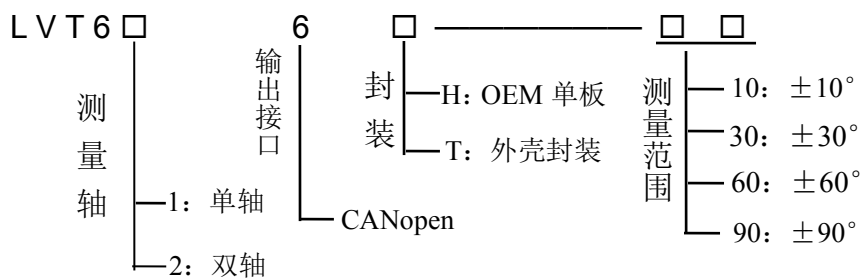 LVT6□ 6 □ — □ □
测量轴
1：单轴
2：双轴
输出接口
CANopen
封装
H：OEM 单板
T：外壳封装
测量范围
10：±10°
30：±30°
60：±60°
90：±90°